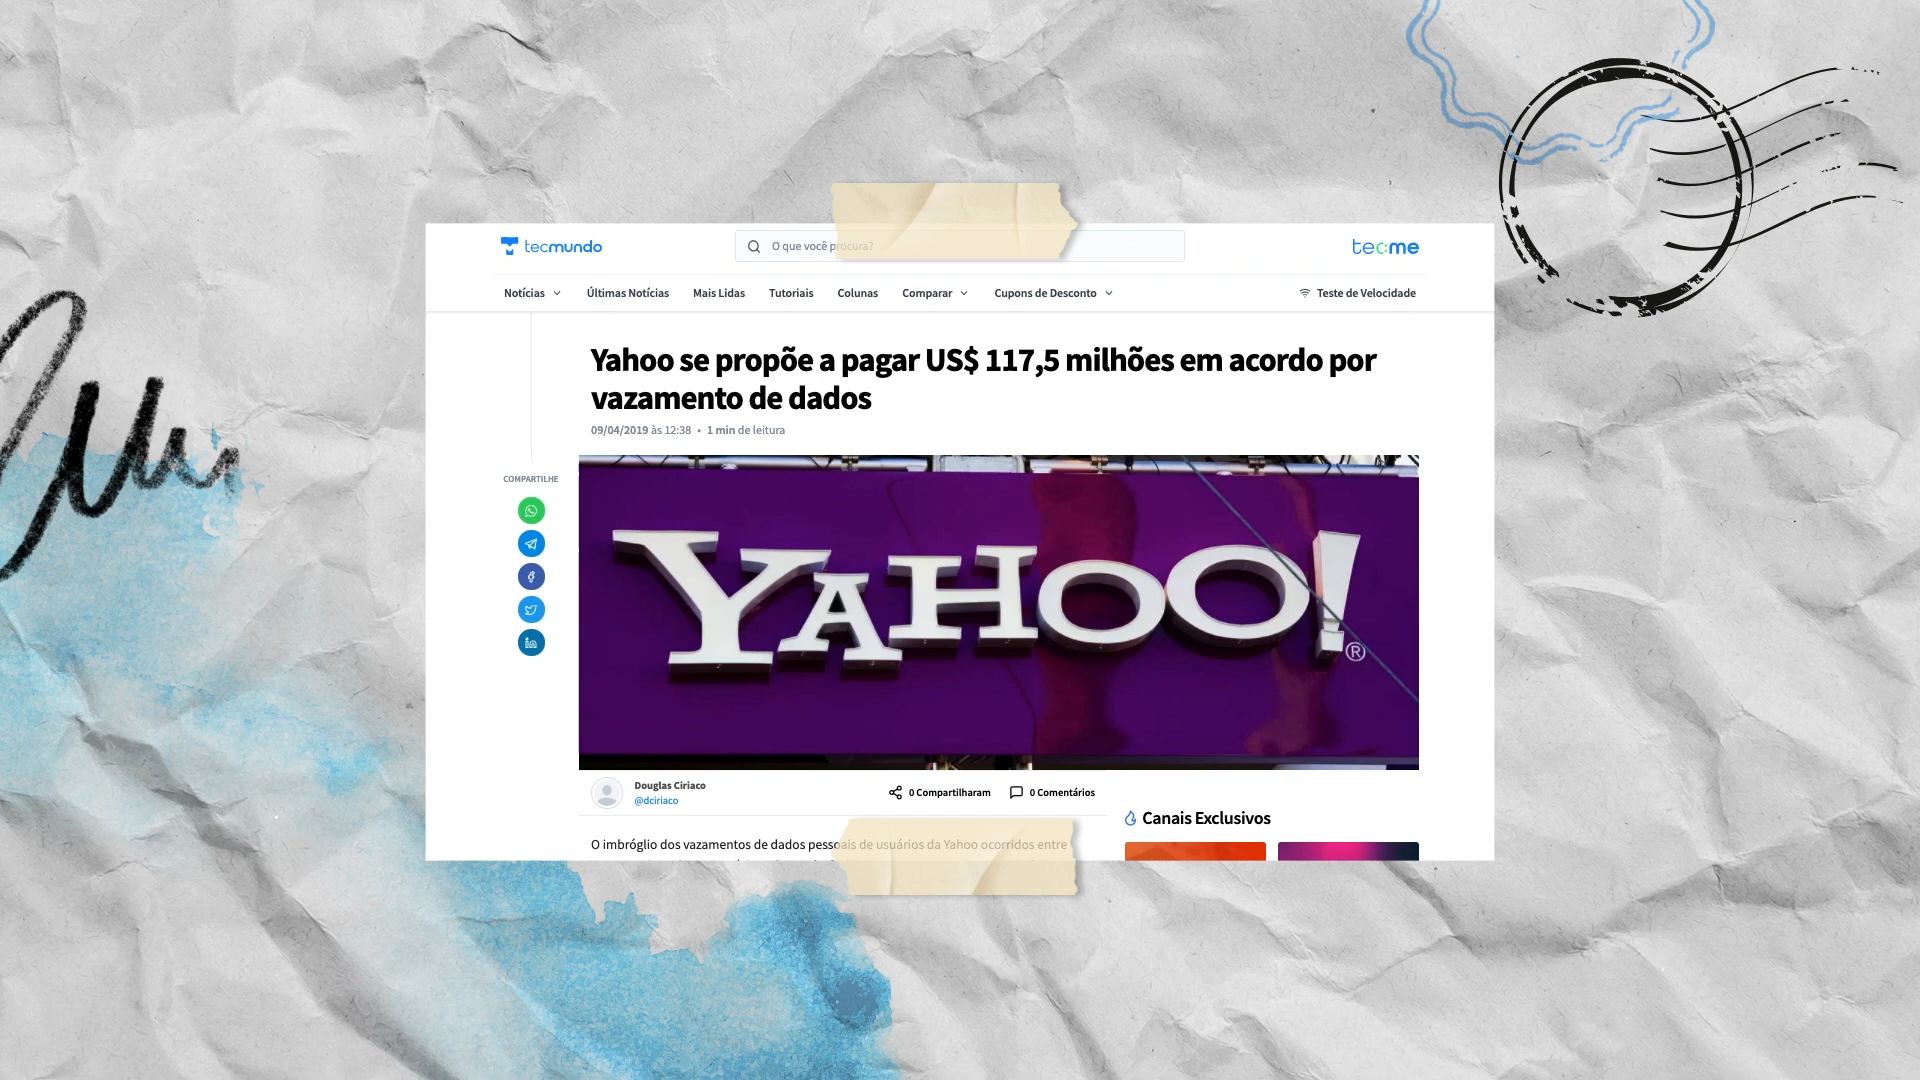 tecmundo
O que você procura?
tec:me
Notícias
Últimas Notícias
Mais Lidas
Tutoriais
Colunas
Comparar
Cupons de Desconto
Teste de Velocidade
Yahoo se propõe a pagar US$ 117,5 milhões em acordo por
vazamento de dados
09/04/2019 às 12:38 • 1 min de leitura
COMPARTILHE
YAHOO!®
Douglas Ciriaco
@dciriaco
0 Compartilharam
0 Comentários
Canais Exclusivos
O imbróglio dos vazamentos de dados pessoais de usuários da Yahoo ocorridos entre